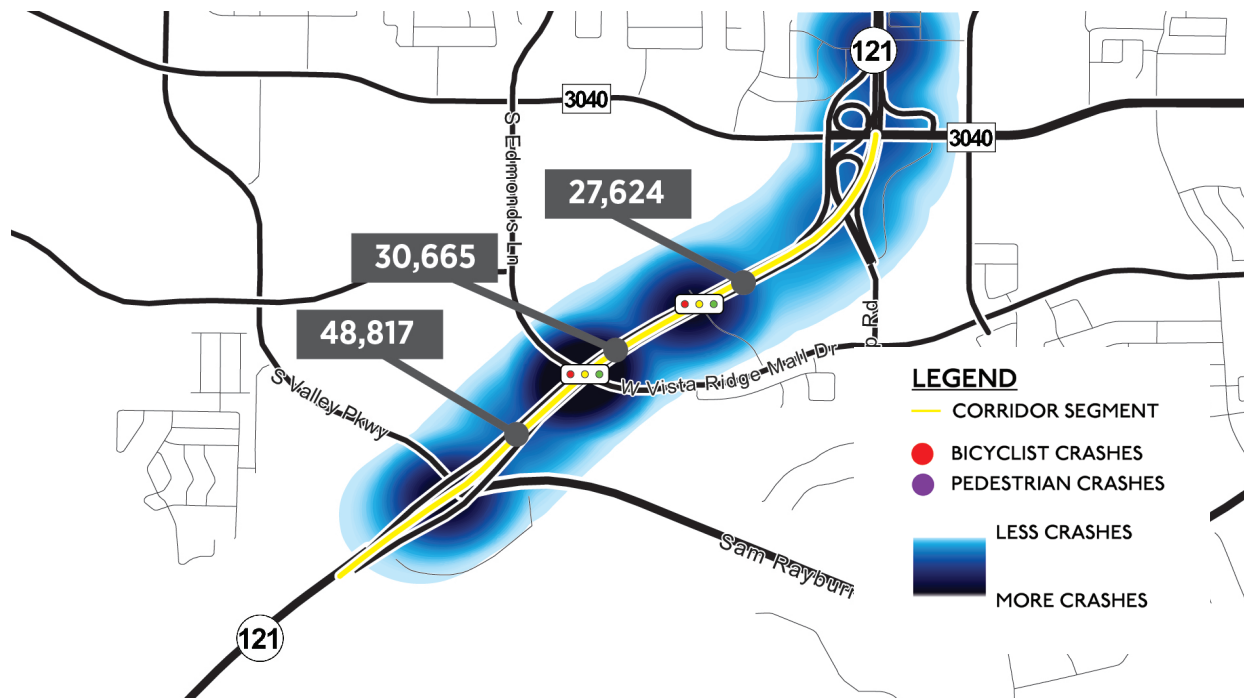 121
3040
3040
S Edmonds Ln
27,624
30,665
48,817
p Rd
W Vista Ridge Mall Dr
S Valley Pkwy
Sam Rayburn
121
LEGEND
CORRIDOR SEGMENT
BICYCLIST CRASHES
PEDESTRIAN CRASHES
LESS CRASHES
MORE CRASHES